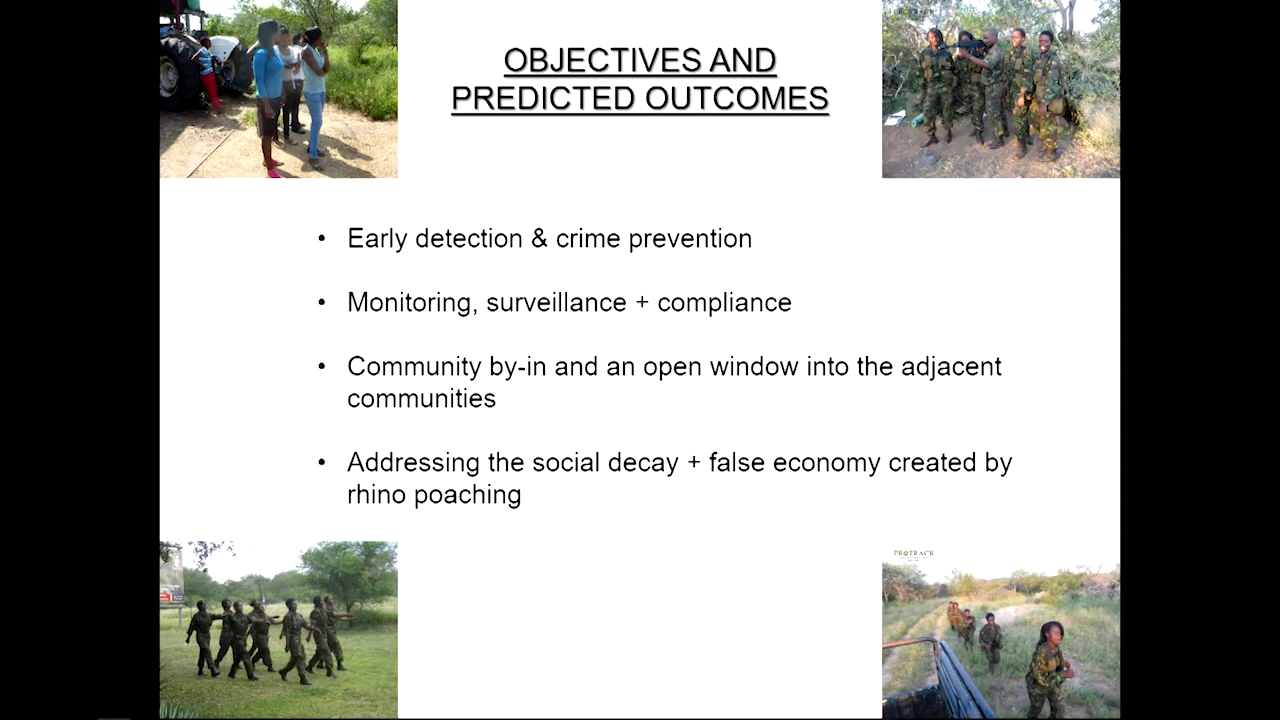 OBJECTIVES AND
PREDICTED OUTCOMES
• Early detection & crime prevention
• Monitoring, surveillance + compliance
• Community by-in and an open window into the adjacent
communities
• Addressing the social decay + false economy created by
rhino poaching
PROTRACK